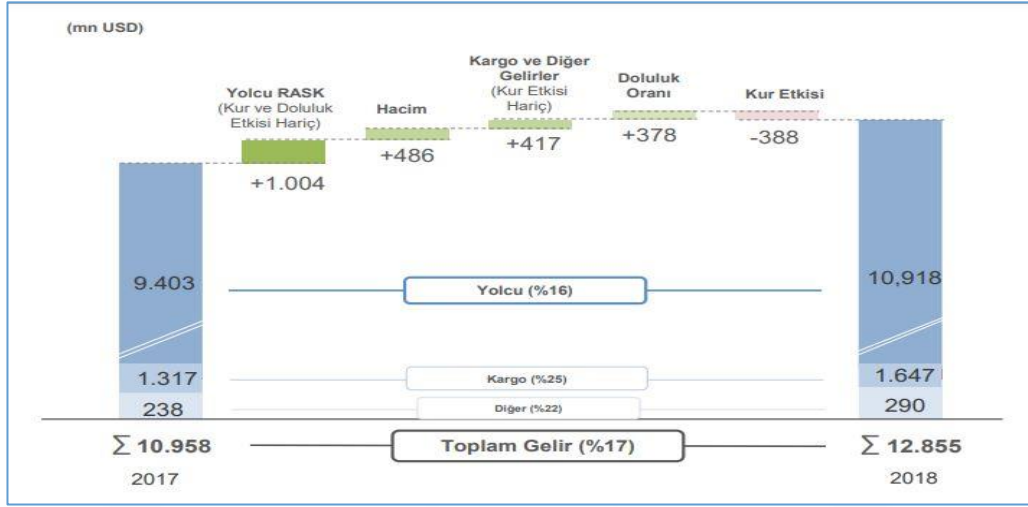 (mn USD)
Yolcu RASK
(Kur ve Doluluk
Etkisi Hariç)
+1.004
Hacim
+486
Kargo ve Diğer
Gelirler
(Kur Etkisi
Hariç)
+417
Doluluk
Oranı
+378
Kur Etkisi
-388
9.403
Yolcu (%16)
10,918
1.317
Kargo (%25)
1.647
238
Diğer (%22)
290
∑ 10.958
Toplam Gelir (%17)
∑ 12.855
2017
2018